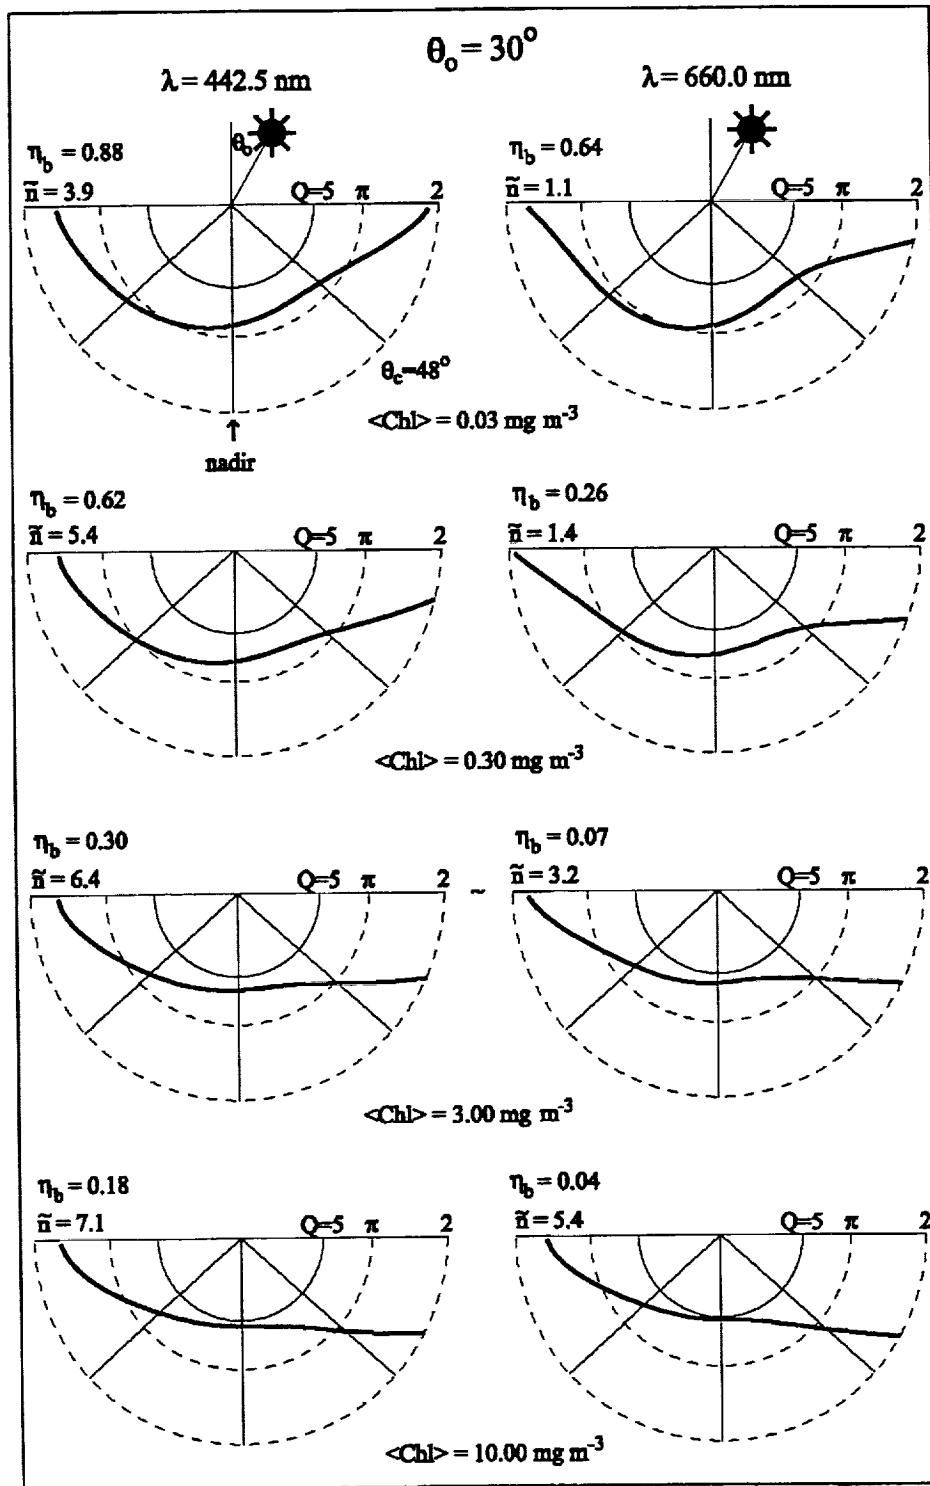 θo = 30°
λ = 442.5 nm
λ = 660.0 nm
θo
ηb = 0.88
ñ = 3.9
Q=5 π 2
ηb = 0.64
ñ = 1.1
Q=5 π 2
θc=48°
<Chl> = 0.03 mg m-3
↑
nadir
ηb = 0.62
ñ = 5.4
Q=5 π 2
ηb = 0.26
ñ = 1.4
Q=5 π 2
<Chl> = 0.30 mg m-3
ηb = 0.30
ñ = 6.4
Q=5 π 2
~
ηb = 0.07
ñ = 3.2
Q=5 π 2
<Chl> = 3.00 mg m-3
ηb = 0.18
ñ = 7.1
Q=5 π 2
ηb = 0.04
ñ = 5.4
Q=5 π 2
<Chl> = 10.00 mg m-3